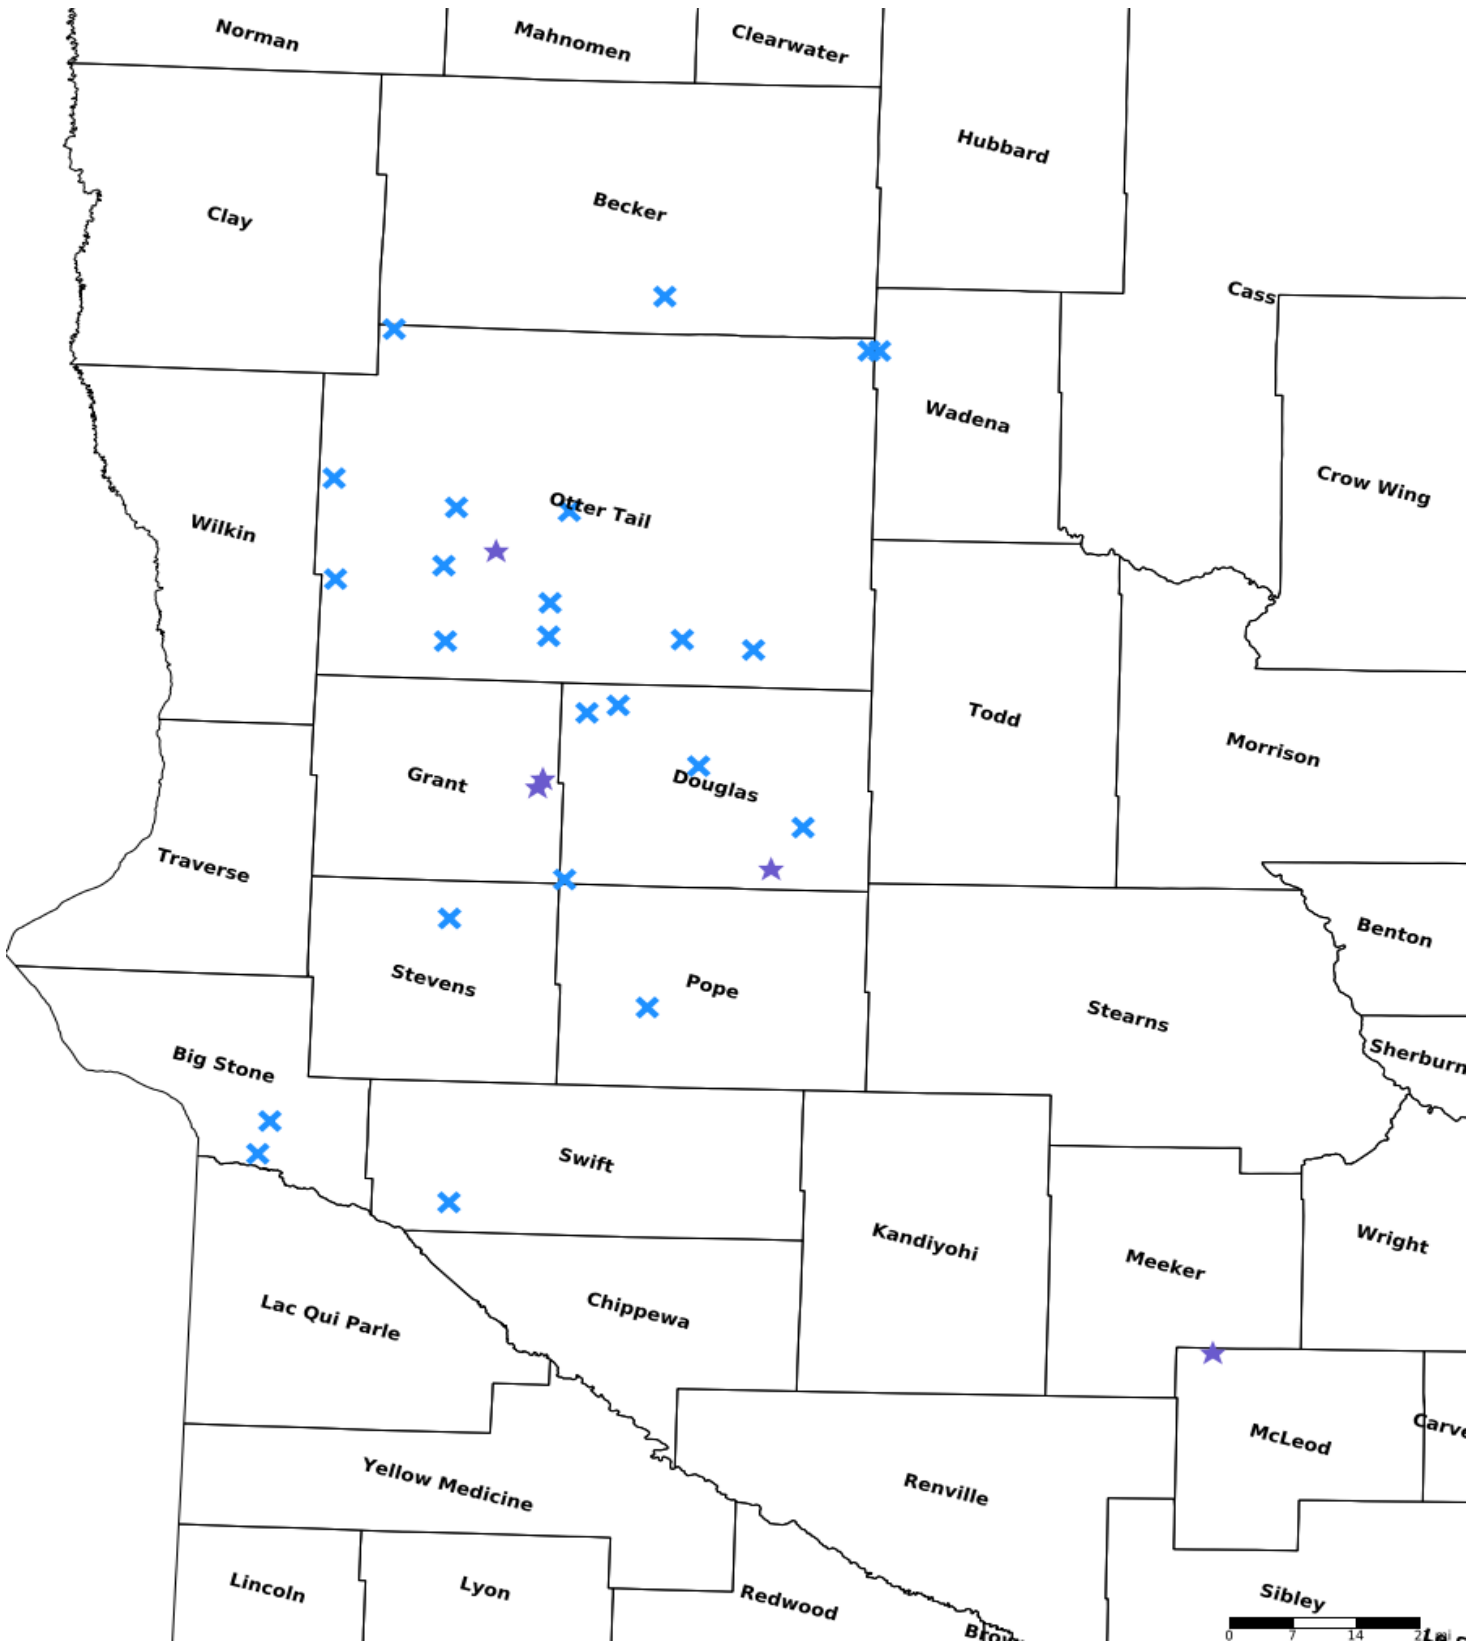 Norman
Mahnomen
Clearwater
Hubbard
Becker
Clay
Cass
Wadena
Crow Wing
Otter Tail
Wilkin
Todd
Morrison
Grant
Douglas
Traverse
Benton
Stevens
Pope
Stearns
Sherburn
Big Stone
Swift
Kandiyohi
Meeker
Wright
Lac Qui Parle
Chippewa
McLeod
Carve
Yellow Medicine
Renville
Lincoln
Lyon
Redwood
Sibley
Brow
0 7 14